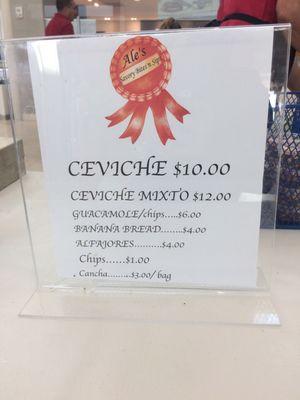 Ale's
Savory Bites n Sips
CEVICHE $10.00
CEVICHE MIXTO $12.00
GUACAMOLE/chips.....$6.00
BANANA BREAD........$4.00
ALFAJORES..........$4.00
Chips......$1.00
. Cancha........$3.00/ bag